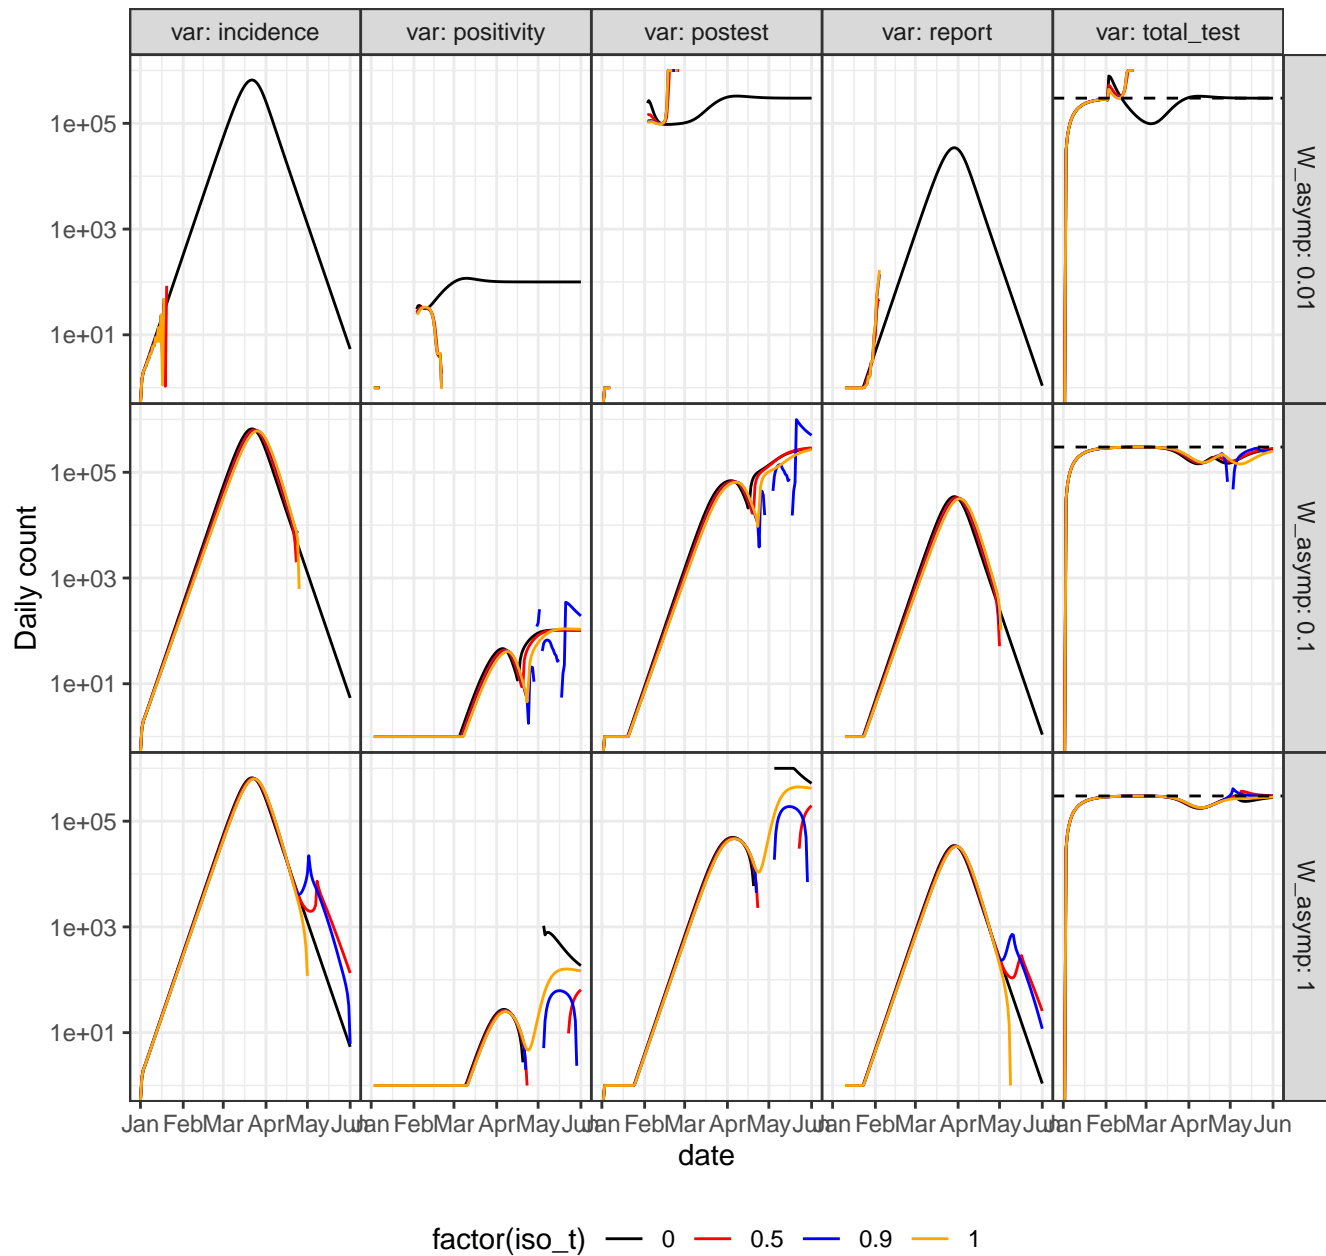 var: incidence var: positivity var: postest var: report var: total_test
1e+05
1e+03
1e+01
W_asymp: 0.01
1e+05
1e+03
1e+01
W_asymp: 0.1
1e+05
1e+03
1e+01
W_asymp: 1
Daily count
Jan Feb Mar Apr May Jun Jan Feb Mar Apr May Jun Jan Feb Mar Apr May Jun Jan Feb Mar Apr May Jun Jan Feb Mar Apr May Jun
date
factor(iso_t) 0 0.5 0.9 1